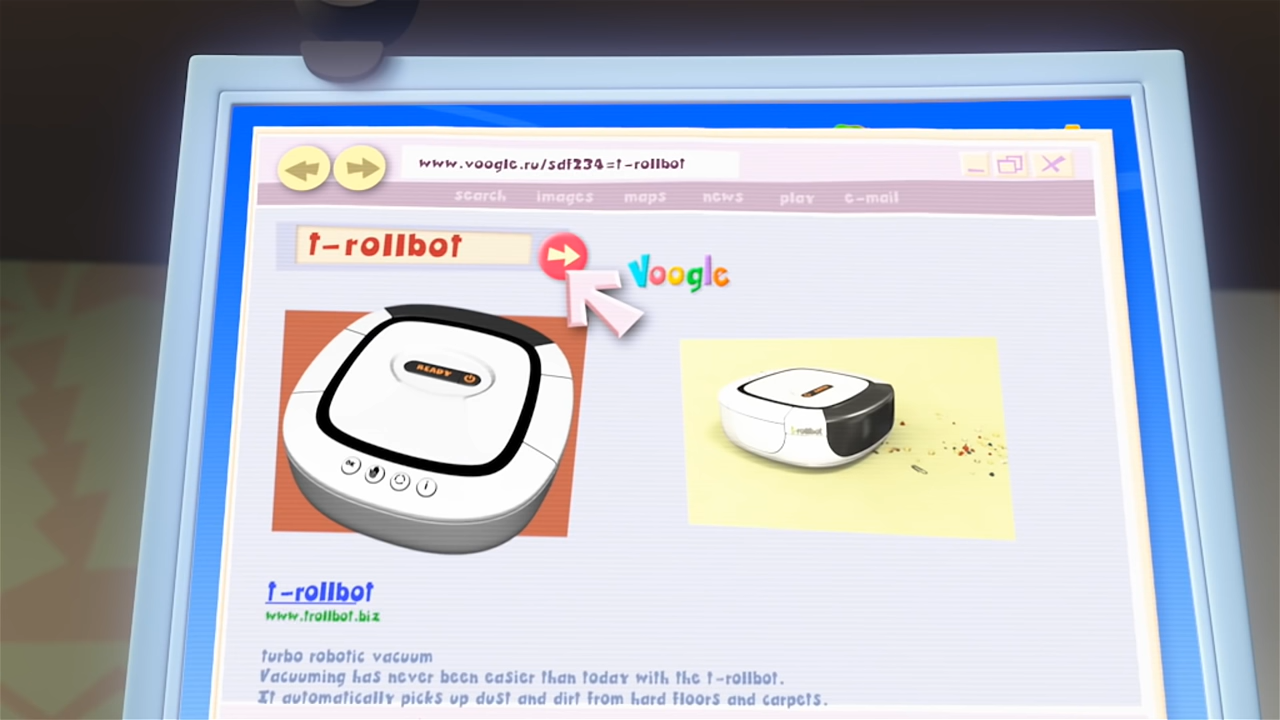 www.voogle.ru/sdf234=t-rollbot
search images maps news play e-mail
t-rollbot
Voogle
READY
t-rollbot
t-rollbot
www.trollbot.biz
turbo robotic vacuum
Vacuuming has never been easier than today with the t-rollbot.
It automatically picks up dust and dirt from hard floors and carpets.